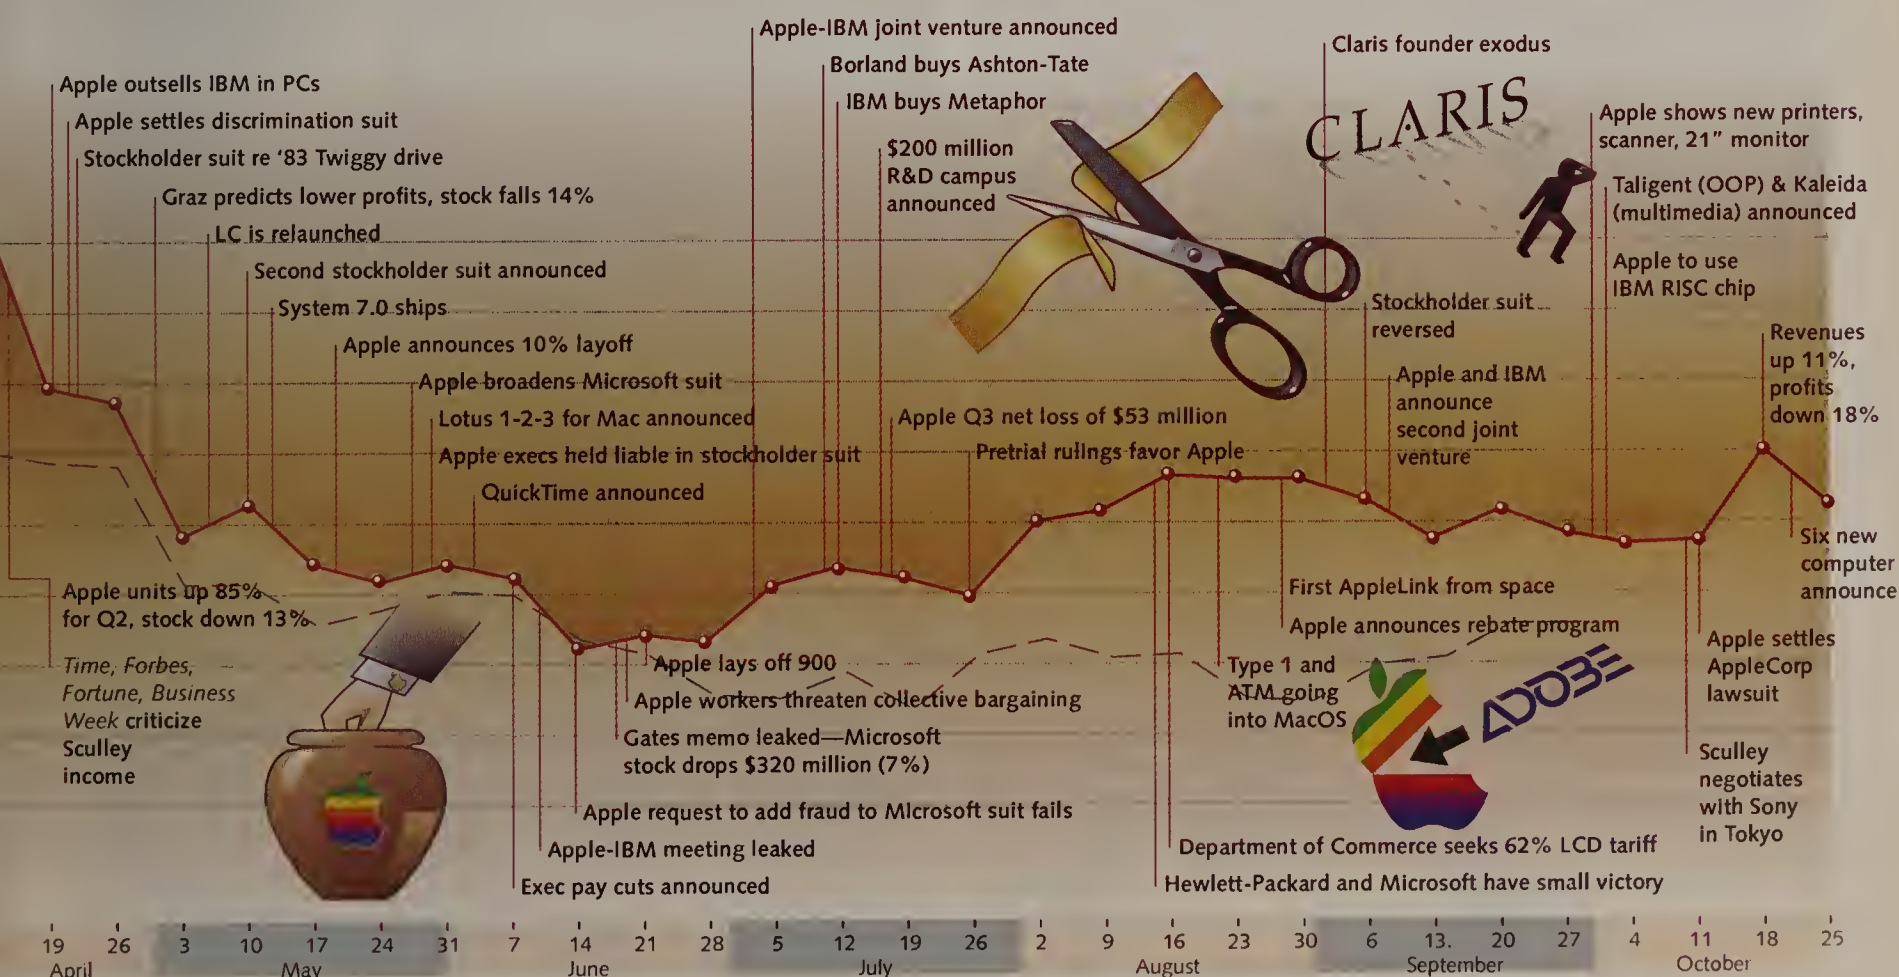 Apple-IBM joint venture announced
Claris founder exodus
Borland buys Ashton-Tate
Apple outsells IBM in PCs
IBM buys Metaphor
CLARIS
Apple shows new printers,
scanner, 21" monitor
Apple settles discrimination suit
Stockholder suit re '83 Twiggy drive
$200 million
R&D campus
announced
Taligent (OOP) & Kaleida
(multimedia) announced
Graz predicts lower profits, stock falls 14%
LC is relaunched
Apple to use
IBM RISC chip
Second stockholder suit announced
System 7.0 ships
Stockholder suit
reversed
Revenues
up 11%,
profits
down 18%
Apple announces 10% layoff
Apple broadens Microsoft suit
Apple and IBM
announce
second joint
venture
Lotus 1-2-3 for Mac announced
Apple Q3 net loss of $53 million
Apple execs held liable in stockholder suit
Pretrial rulings favor Apple
QuickTime announced
Six new
computer
announce
Apple units up 85%
for Q2, stock down 13%
First AppleLink from space
Apple announces rebate program
Time, Forbes,
Fortune, Business
Week criticize
Sculley
income
Apple lays off 900
Type 1 and
ATM going
into MacOS
ADOBE
Apple settles
AppleCorp
lawsuit
Apple workers threaten collective bargaining
Gates memo leaked—Microsoft
stock drops $320 million (7%)
Sculley
negotiates
with Sony
in Tokyo
Apple request to add fraud to Microsoft suit fails
Apple-IBM meeting leaked
Department of Commerce seeks 62% LCD tariff
Exec pay cuts announced
Hewlett-Packard and Microsoft have small victory
19 26 3 10 17 24 31 7 14 21 28 5 12 19 26 2 9 16 23 30 6 13. 20 27 4 11 18 25
April May June July August September October